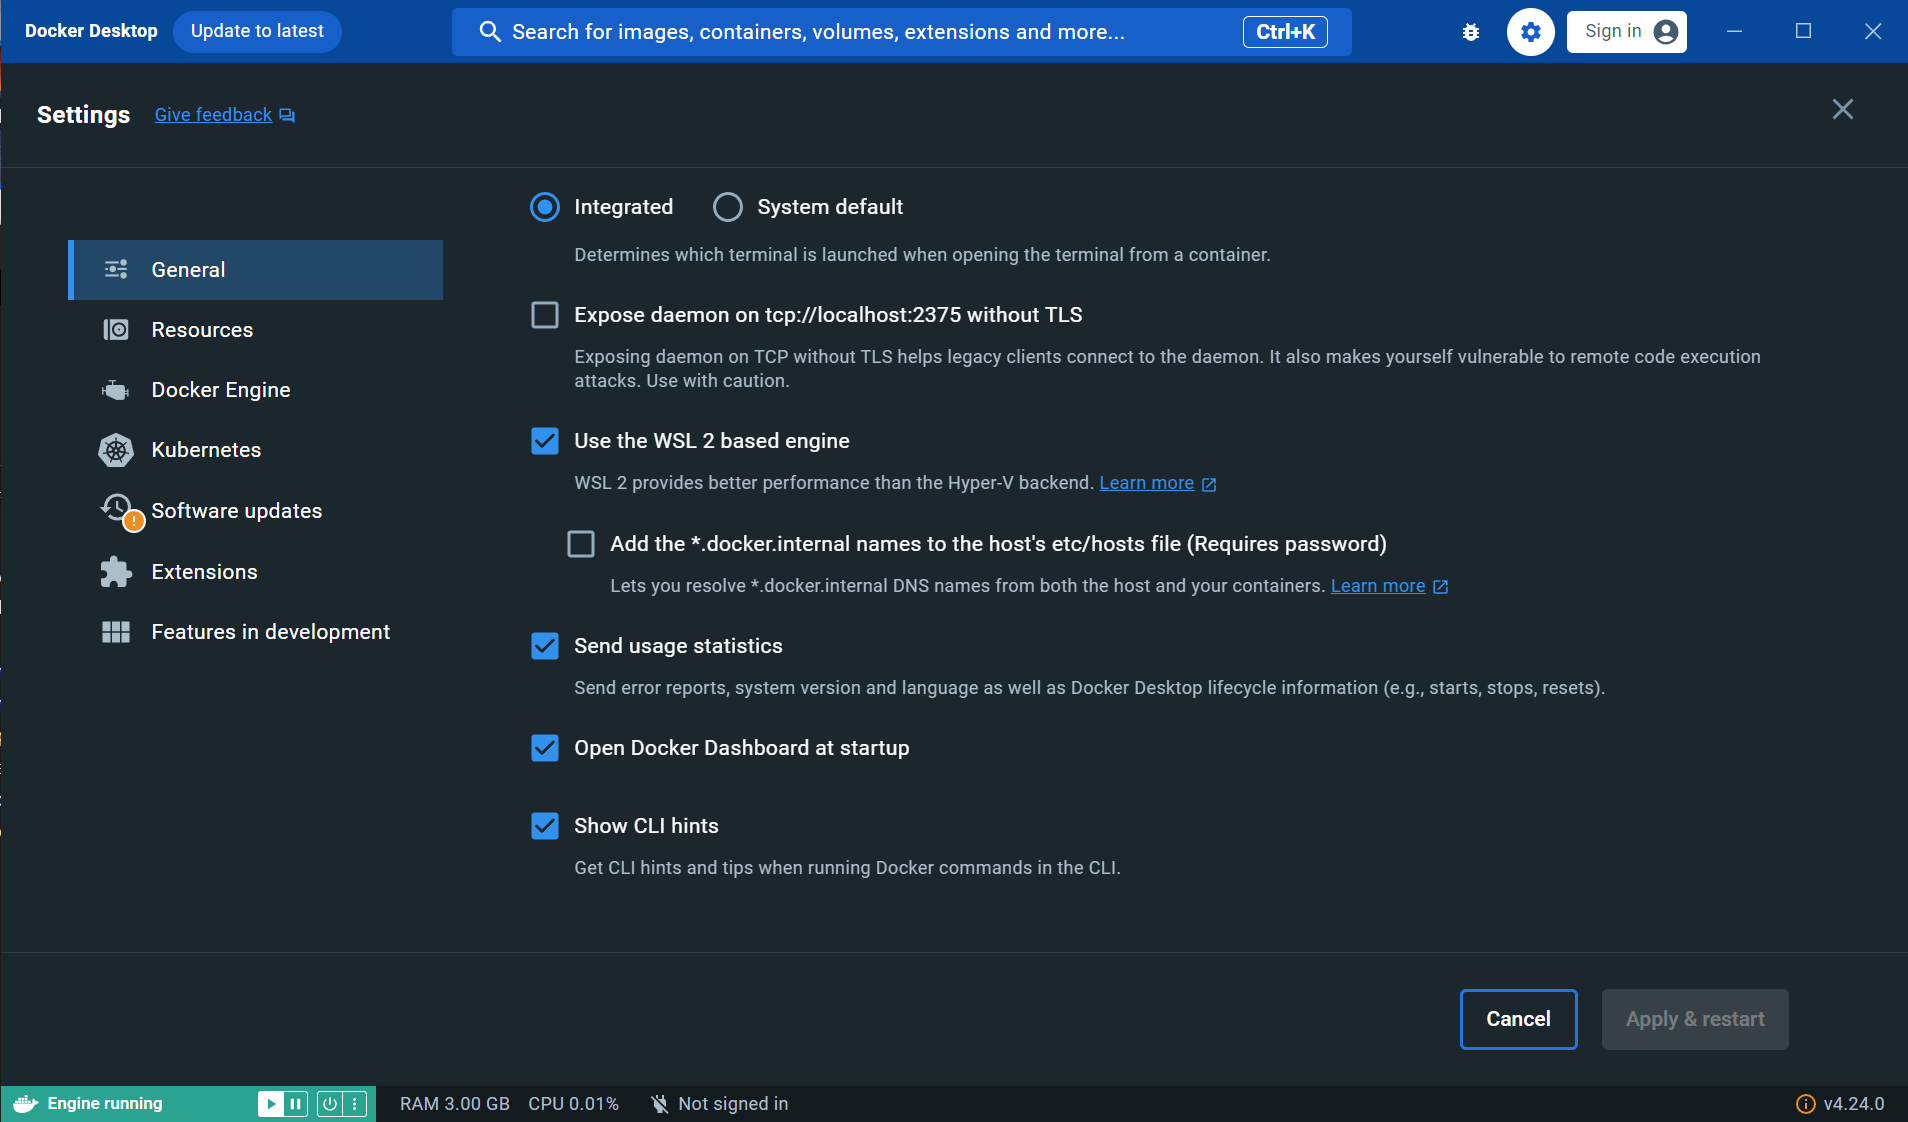 Docker Desktop
Update to latest
Search for images, containers, volumes, extensions and more...
Ctrl+K
Sign in
Settings
Give feedback
General
Resources
Docker Engine
Kubernetes
Software updates
Extensions
Features in development
Integrated
System default
Determines which terminal is launched when opening the terminal from a container.
Expose daemon on tcp://localhost:2375 without TLS
Exposing daemon on TCP without TLS helps legacy clients connect to the daemon. It also makes yourself vulnerable to remote code execution
attacks. Use with caution.
Use the WSL 2 based engine
WSL 2 provides better performance than the Hyper-V backend. Learn more
Add the *.docker.internal names to the host's etc/hosts file (Requires password)
Lets you resolve *.docker.internal DNS names from both the host and your containers. Learn more
Send usage statistics
Send error reports, system version and language as well as Docker Desktop lifecycle information (e.g., starts, stops, resets).
Open Docker Dashboard at startup
Show CLI hints
Get CLI hints and tips when running Docker commands in the CLI.
Cancel
Apply & restart
Engine running
RAM 3.00 GB
CPU 0.01%
Not signed in
v4.24.0